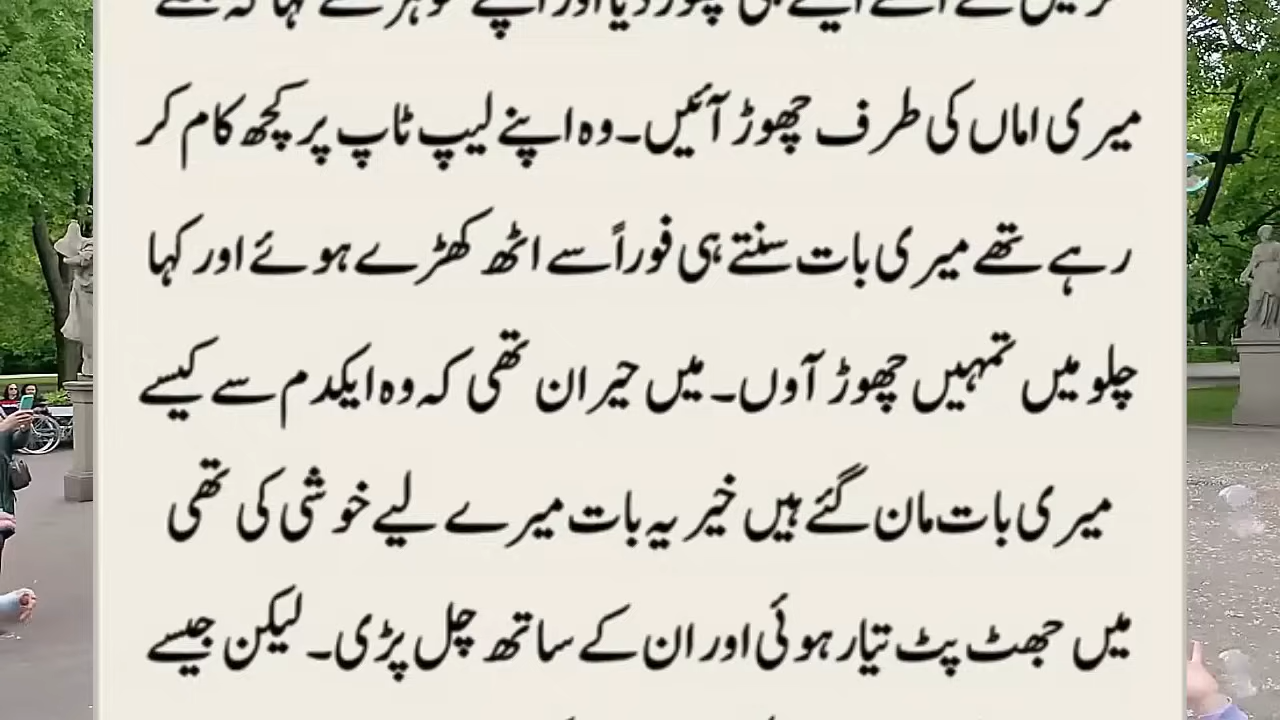 میری اماں کی طرف چھوڑ آئیں۔وہ اپنے لیپ ٹاپ پر کچھ کام کر
رہے تھے میری بات سنتے ہی فوراً سے اٹھ کھڑے ہوئے اور کہا
چلو میں تمہیں چھوڑ آوں۔میں حیران تھی کہ وہ ایکدم سے کیسے
میری بات مان گئے ہیں خیر یہ بات میرے لیے خوشی کی تھی
میں جھٹ پٹ تیار ہوئی اور ان کے ساتھ چل پڑی۔لیکن جیسے